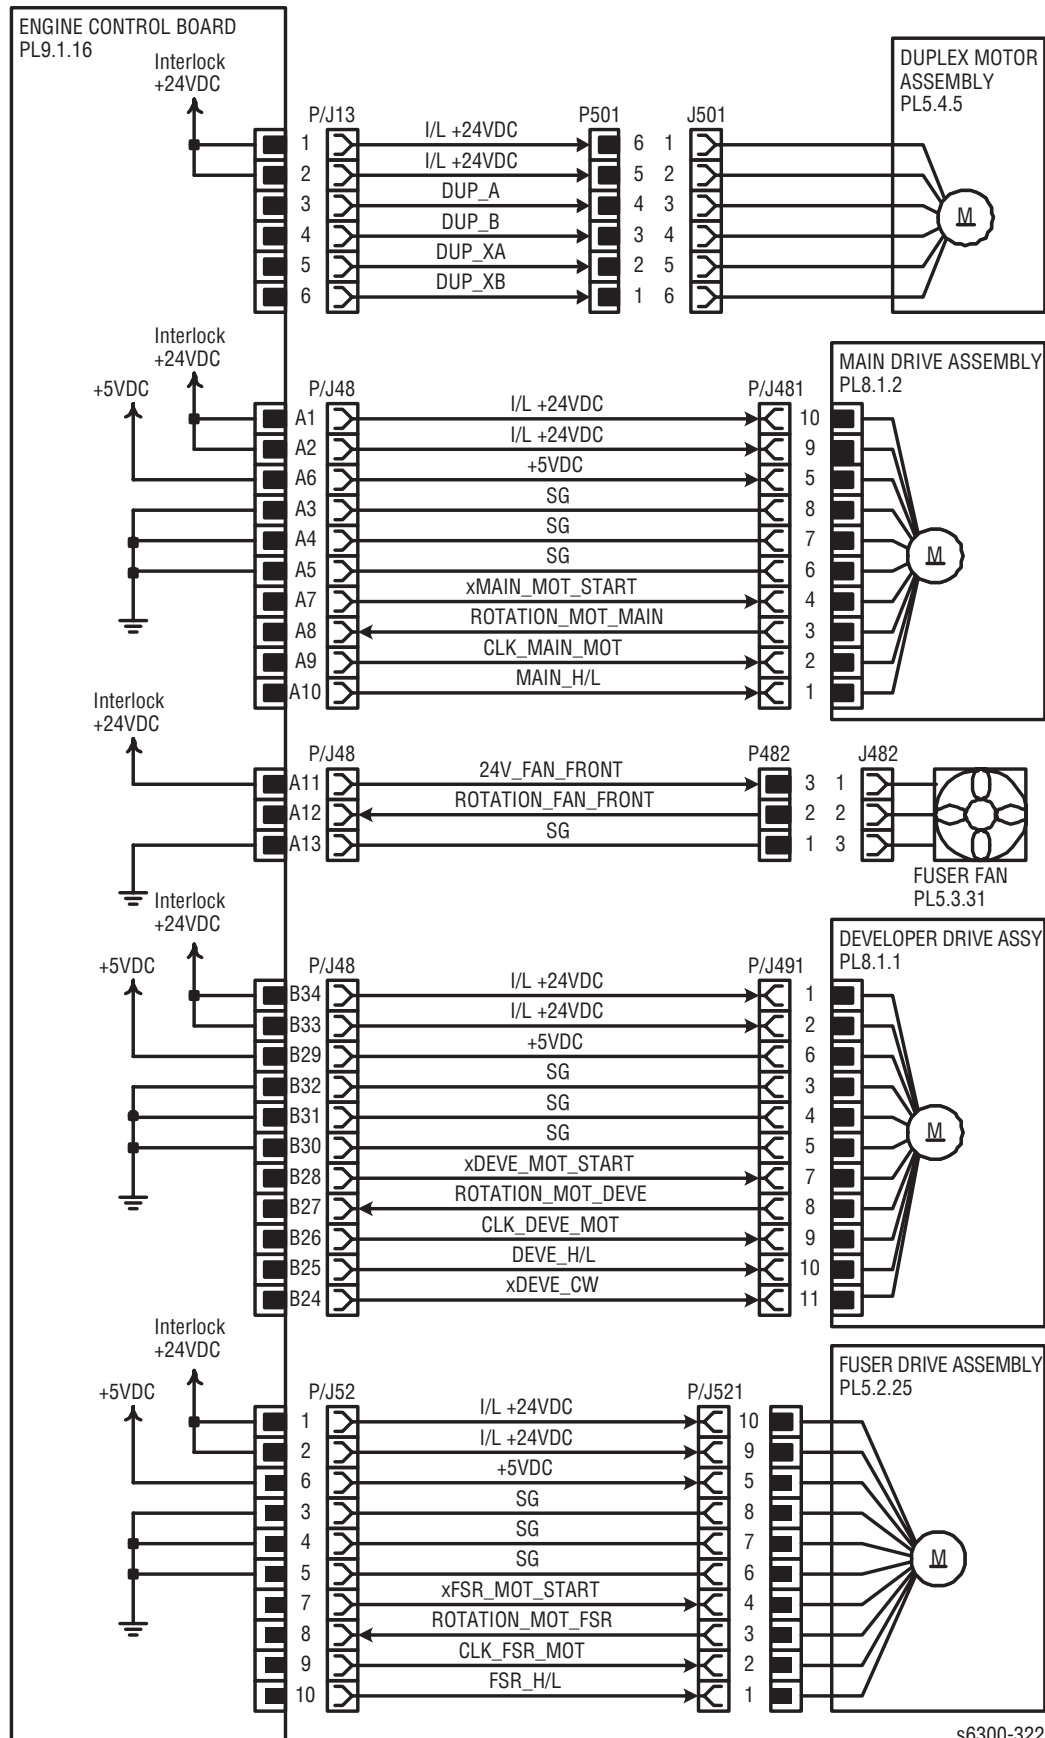 ENGINE CONTROL BOARD
PL9.1.16
Interlock
+24VDC
DUPLEX MOTOR
ASSEMBLY
PL5.4.5
P/J13 P501 J501
1 I/L +24VDC 6 1
2 I/L +24VDC 5 2
3 DUP_A 4 3
4 DUP_B 3 4
5 DUP_XA 2 5
6 DUP_XB 1 6
M
Interlock
+24VDC
+5VDC
MAIN DRIVE ASSEMBLY
PL8.1.2
P/J48 P/J481
A1 I/L +24VDC 10
A2 I/L +24VDC 9
A6 +5VDC 5
A3 SG 8
A4 SG 7
A5 SG 6
A7 xMAIN_MOT_START 4
A8 ROTATION_MOT_MAIN 3
A9 CLK_MAIN_MOT 2
A10 MAIN_H/L 1
M
Interlock
+24VDC
P/J48 P482 J482
A11 24V_FAN_FRONT 3 1
A12 ROTATION_FAN_FRONT 2 2
A13 SG 1 3
FUSER FAN
PL5.3.31
Interlock
+24VDC
+5VDC
DEVELOPER DRIVE ASSY
PL8.1.1
P/J48 P/J491
B34 I/L +24VDC 1
B33 I/L +24VDC 2
B29 +5VDC 6
B32 SG 3
B31 SG 4
B30 SG 5
B28 xDEVE_MOT_START 7
B27 ROTATION_MOT_DEVE 8
B26 CLK_DEVE_MOT 9
B25 DEVE_H/L 10
B24 xDEVE_CW 11
M
Interlock
+24VDC
+5VDC
FUSER DRIVE ASSEMBLY
PL5.2.25
P/J52 P/J521
1 I/L +24VDC 10
2 I/L +24VDC 9
6 +5VDC 5
3 SG 8
4 SG 7
5 SG 6
7 xFSR_MOT_START 4
8 ROTATION_MOT_FSR 3
9 CLK_FSR_MOT 2
10 FSR_H/L 1
M
s6300-322